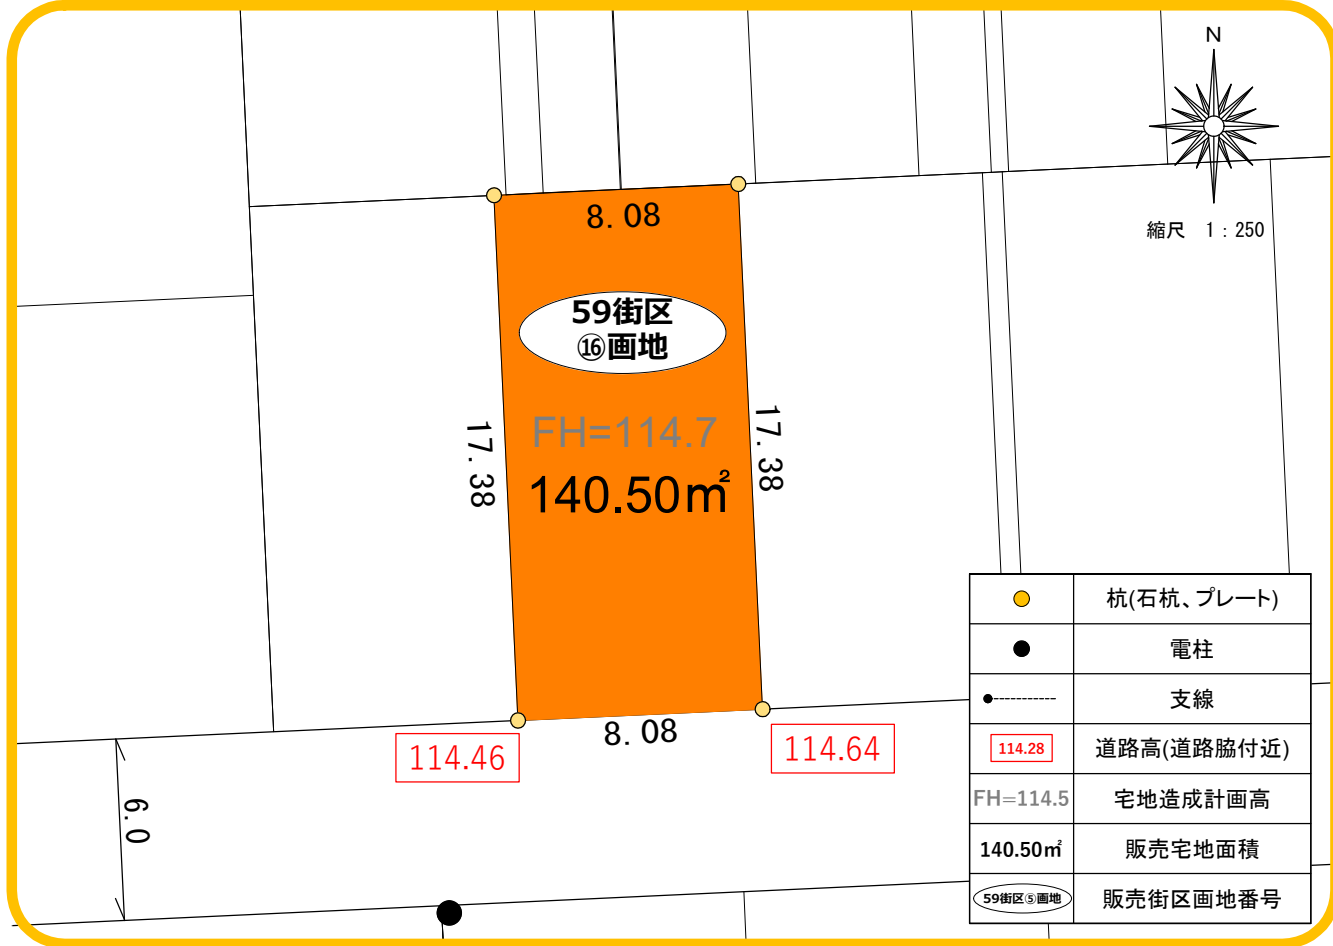 N
縮尺　1：250
8.08
59街区
⑯画地
FH=114.7
140.50㎡
17.38
17.38
8.08
114.46
114.64
6.0
杭(石杭、プレート)
電柱
支線
114.28
道路高(道路脇付近)
FH=114.5
宅地造成計画高
140.50㎡
販売宅地面積
59街区⑤画地
販売街区画地番号